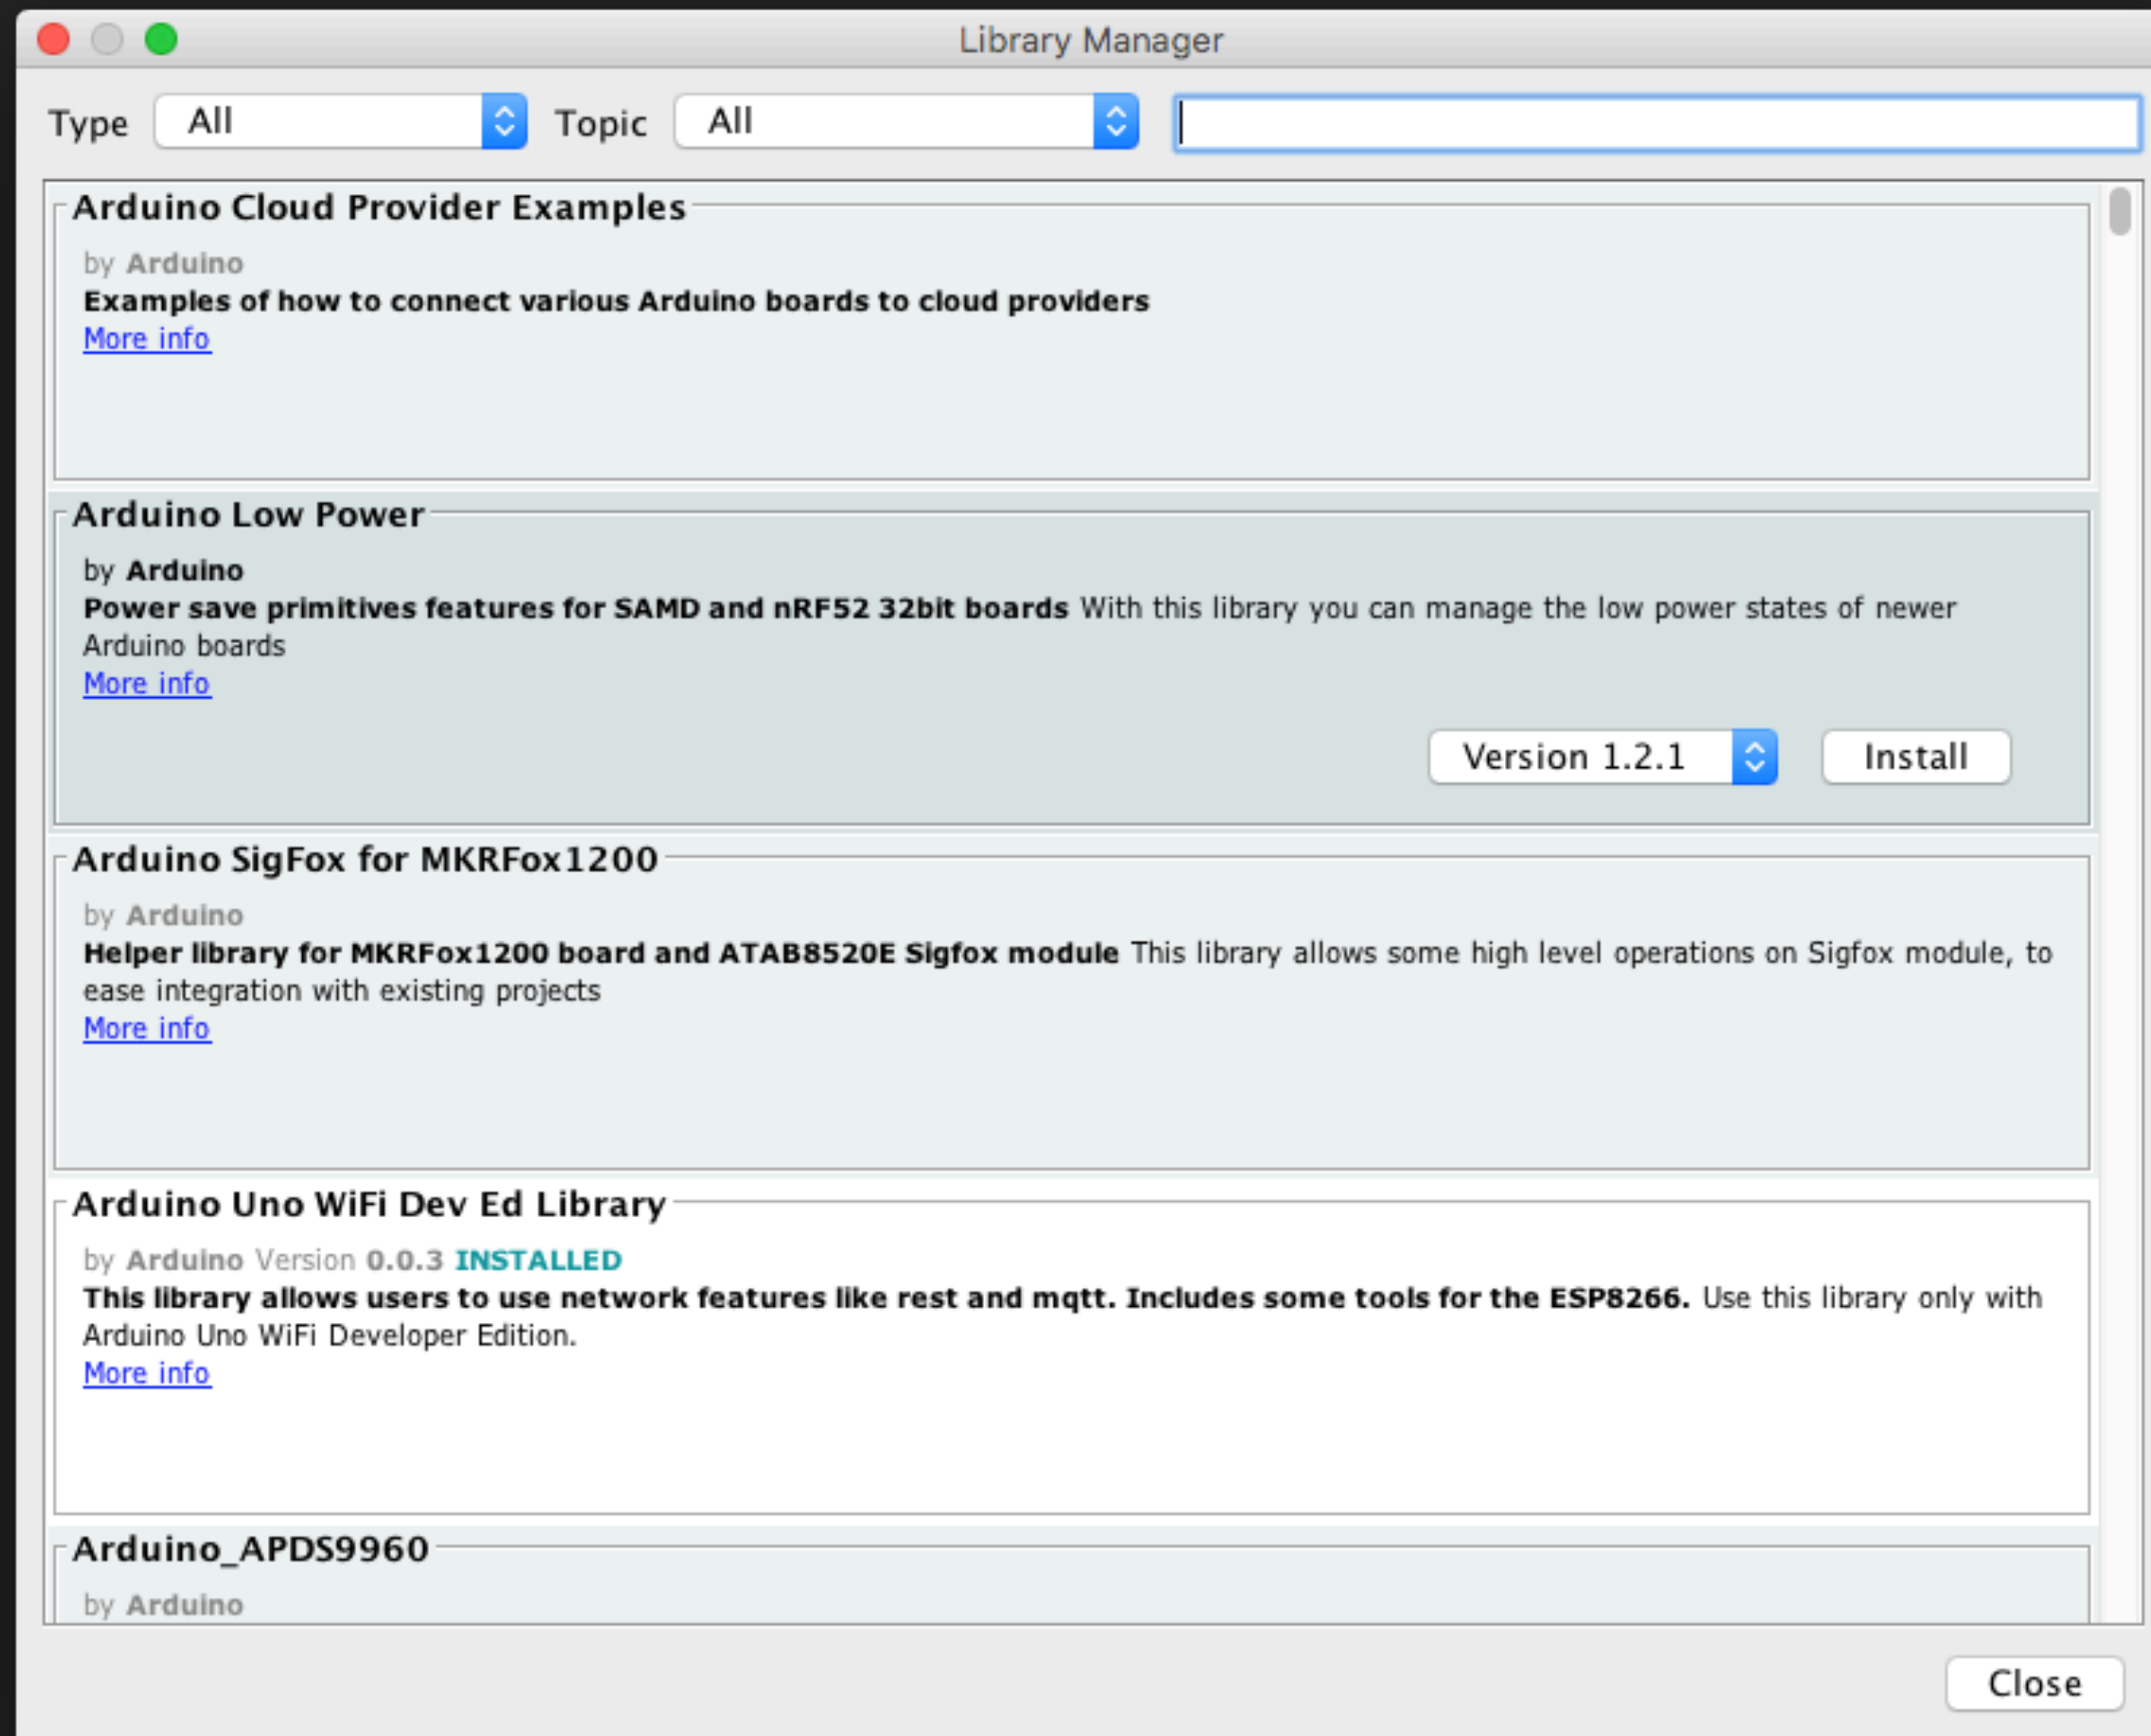 Library Manager
Type All Topic All
Arduino Cloud Provider Examples
by Arduino
Examples of how to connect various Arduino boards to cloud providers
More info
Arduino Low Power
by Arduino
Power save primitives features for SAMD and nRF52 32bit boards With this library you can manage the low power states of newer
Arduino boards
More info
Version 1.2.1 Install
Arduino SigFox for MKRFox1200
by Arduino
Helper library for MKRFox1200 board and ATAB8520E Sigfox module This library allows some high level operations on Sigfox module, to
ease integration with existing projects
More info
Arduino Uno WiFi Dev Ed Library
by Arduino Version 0.0.3 INSTALLED
This library allows users to use network features like rest and mqtt. Includes some tools for the ESP8266. Use this library only with
Arduino Uno WiFi Developer Edition.
More info
Arduino_APDS9960
by Arduino
Close